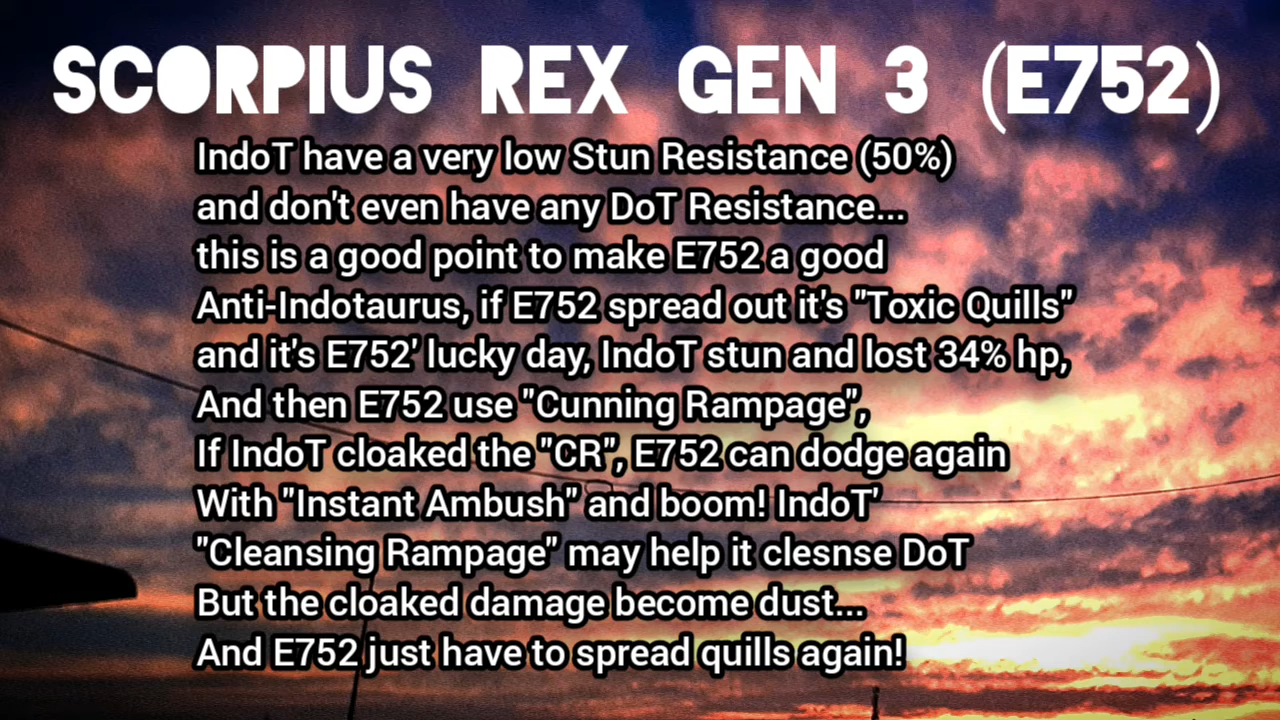 SCORPIUS REX GEN 3 (E752)
IndoT have a very low Stun Resistance (50%)
and don't even have any DoT Resistance...
this is a good point to make E752 a good
Anti-Indotaurus, if E752 spread out it's "Toxic Quills"
and it's E752' lucky day, IndoT stun and lost 34% hp,
And then E752 use "Cunning Rampage",
If IndoT cloaked the "CR", E752 can dodge again
With "Instant Ambush" and boom! IndoT'
"Cleansing Rampage" may help it clesnse DoT
But the cloaked damage become dust...
And E752 just have to spread quills again!